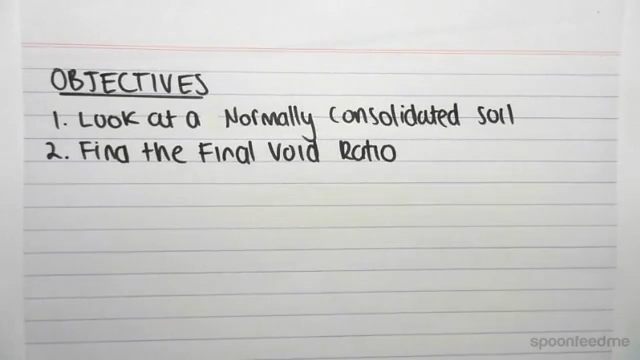 OBJECTIVES
1. Look at a Normally Consolidated Soil
2. Find the Final Void Ratio
spoonfeedme